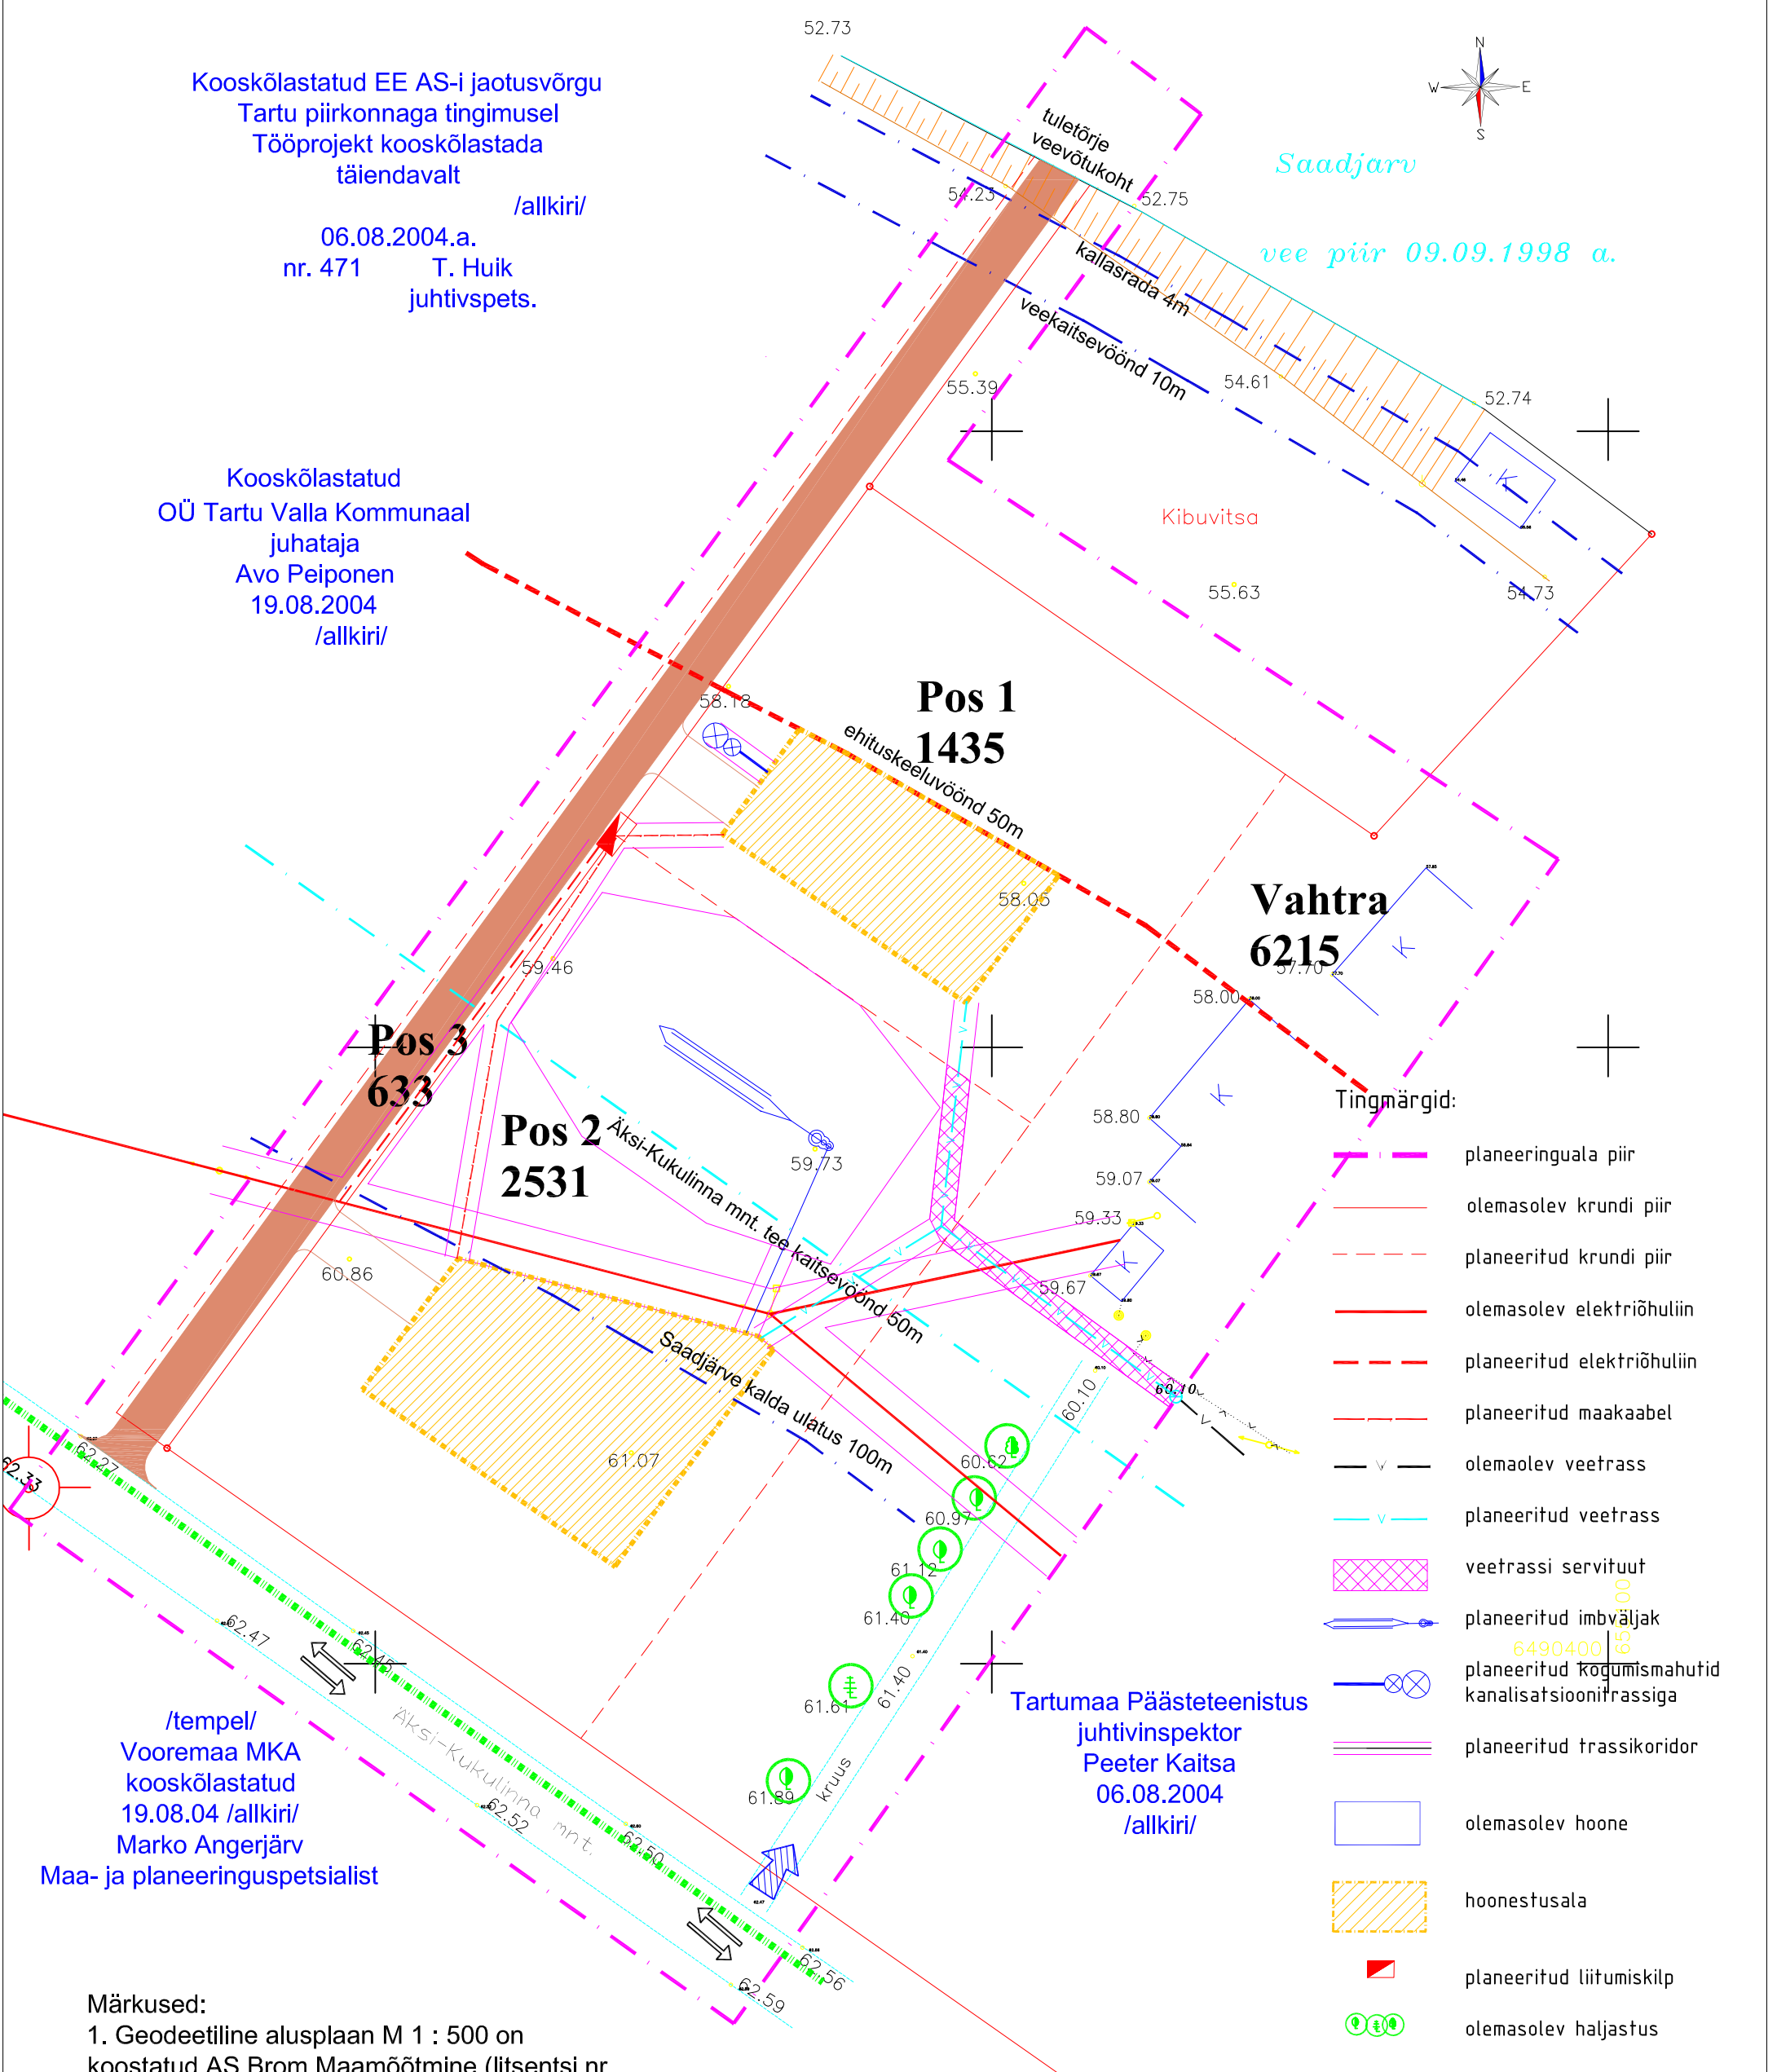 52.73
N
W
E
S
Kooskõlastatud EE AS-i jaotusvõrgu
Tartu piirkonnaga tingimusel
Tööprojekt kooskõlastada
täiendavalt
/allkiri/
06.08.2004.a.
nr. 471 T. Huik
juhtivspets.
tuletõrje
veevõtukoht
Saadjarv
54.23
52.75
vee piir 09.09.1998 a.
kallasrada 4m
veekaitsevöönd 10m
55.39
54.61
52.74
K
Kooskõlastatud
OÜ Tartu Valla Kommunaal
juhataja
Avo Peiponen
19.08.2004
/allkiri/
Kibuvitsa
55.63
54.73
58.18
Pos 1
1435
ehituskeeluvöönd 50m
58.05
Vahtra
6215
K
57.70
58.00
59.46
Pos 3
633
K
58.80
Pos 2
2531
Äksi-Kukulinna mnt. tee kaitsevöönd 50m
59.73
59.07
59.33
K
59.67
60.86
Saadjärve kalda ulatus 100m
60.10
60.10
61.07
60.62
60.97
61.12
61.40
61.40
61.61
61.89
kruus
62.33
62.27
62.47
62.45
Äksi-Kukulinna mnt.
62.52
62.50
62.56
62.59
/tempel/
Vooremaa MKA
kooskõlastatud
19.08.04 /allkiri/
Marko Angerjärv
Maa- ja planeeringuspetsialist
Tartumaa Päästeteenistus
juhtivinspektor
Peeter Kaitsa
06.08.2004
/allkiri/
Tingmärgid:
planeeringuala piir
olemasolev krundi piir
planeeritud krundi piir
olemasolev elektriõhuliin
planeeritud elektriõhuliin
planeeritud maakaabel
olemaolev veetrass
planeeritud veetrass
veetrassi servituut
planeeritud imbväljak
6490400
planeeritud kogumismahutid
kanalisatsioonitrassiga
planeeritud trassikoridor
olemasolev hoone
hoonestusala
planeeritud liitumiskilp
olemasolev haljastus
Märkused:
1. Geodeetiline alusplaan M 1 : 500 on
koostatud AS Brom Maamõõtmine (litsentsi nr